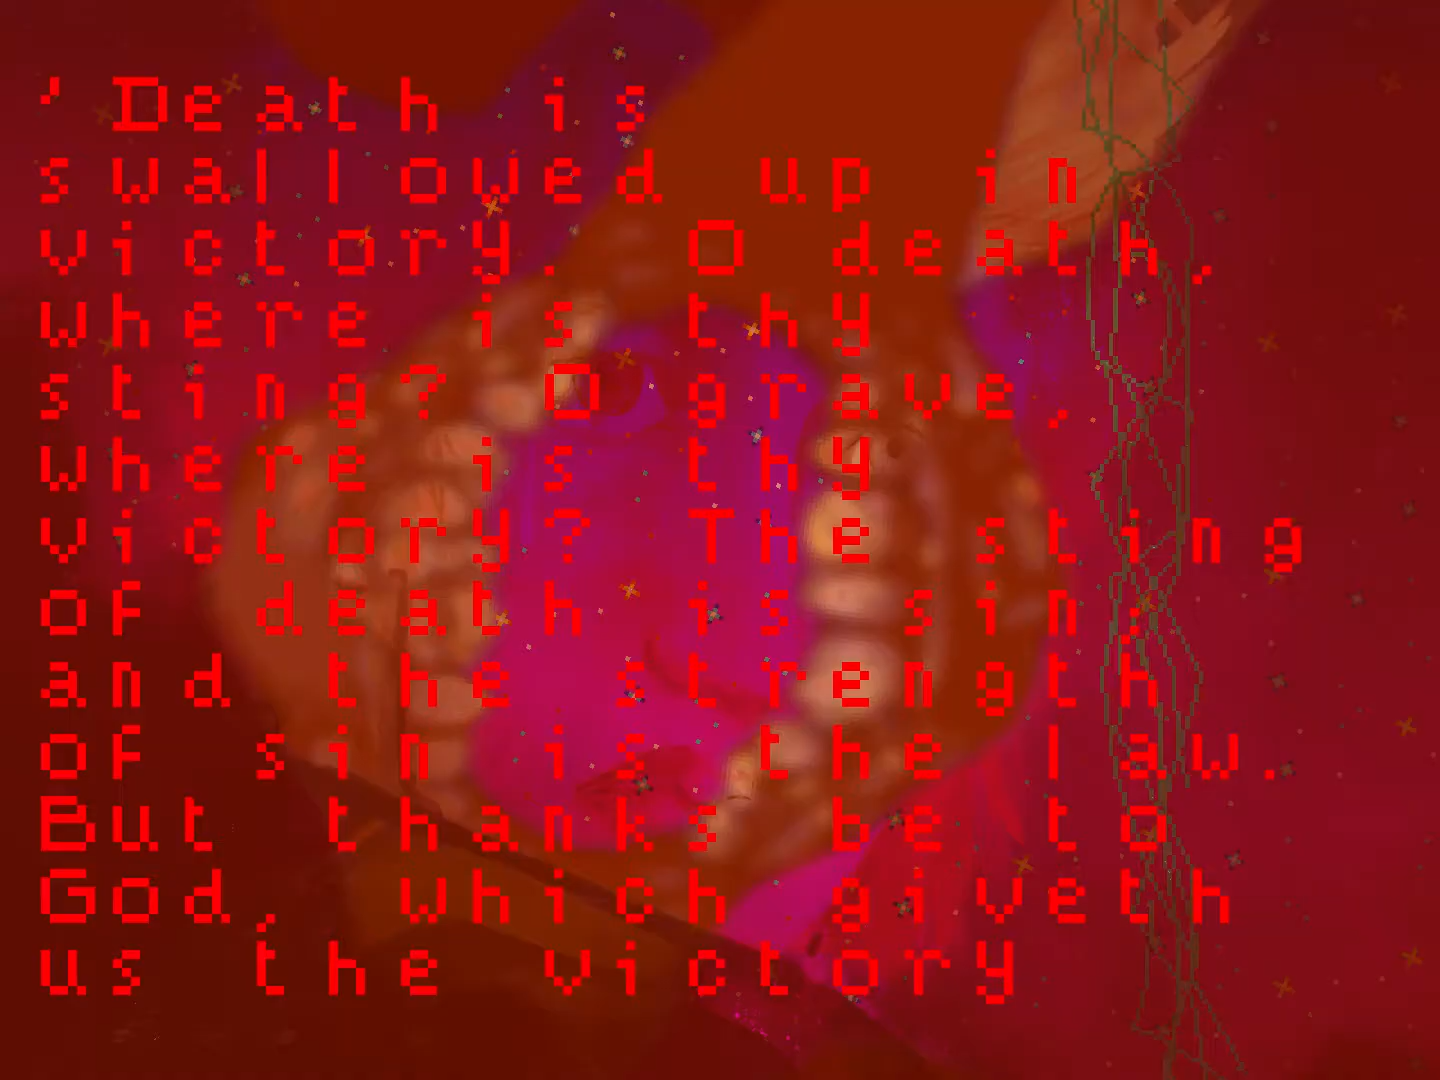 'Death is
swallowed up in
victory. O death,
where is thy
sting? O grave,
where is thy
victory? The sting
of death is sin;
and the strength
of sin is the law.
But thanks be to
God, which giveth
us the victory